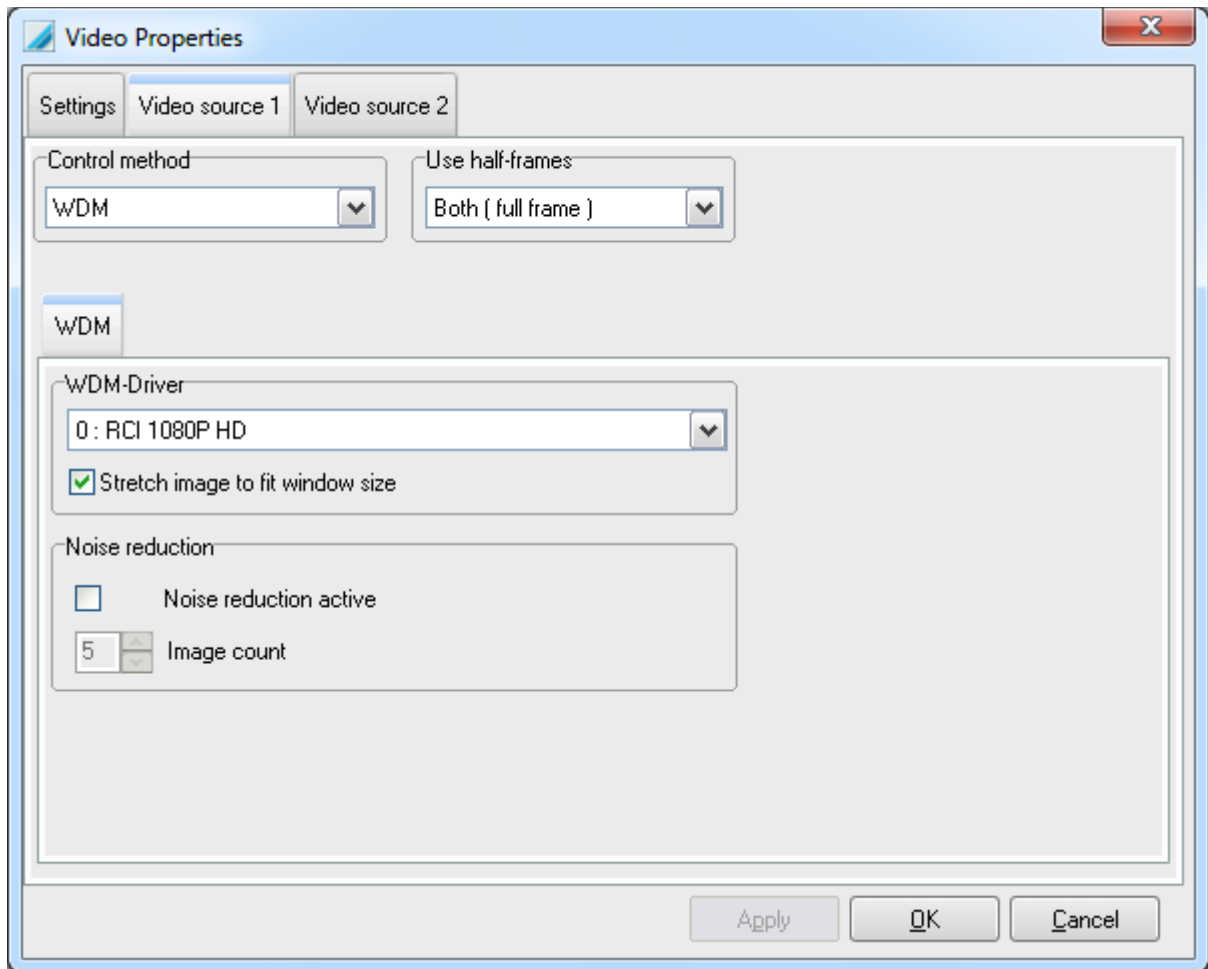 Video Properties
Settings Video source 1 Video source 2
Control method Use half-frames
WDM Both ( full frame )
WDM
WDM-Driver
0 : RCI 1080P HD
Stretch image to fit window size
Noise reduction
Noise reduction active
5 Image count
Apply OK Cancel